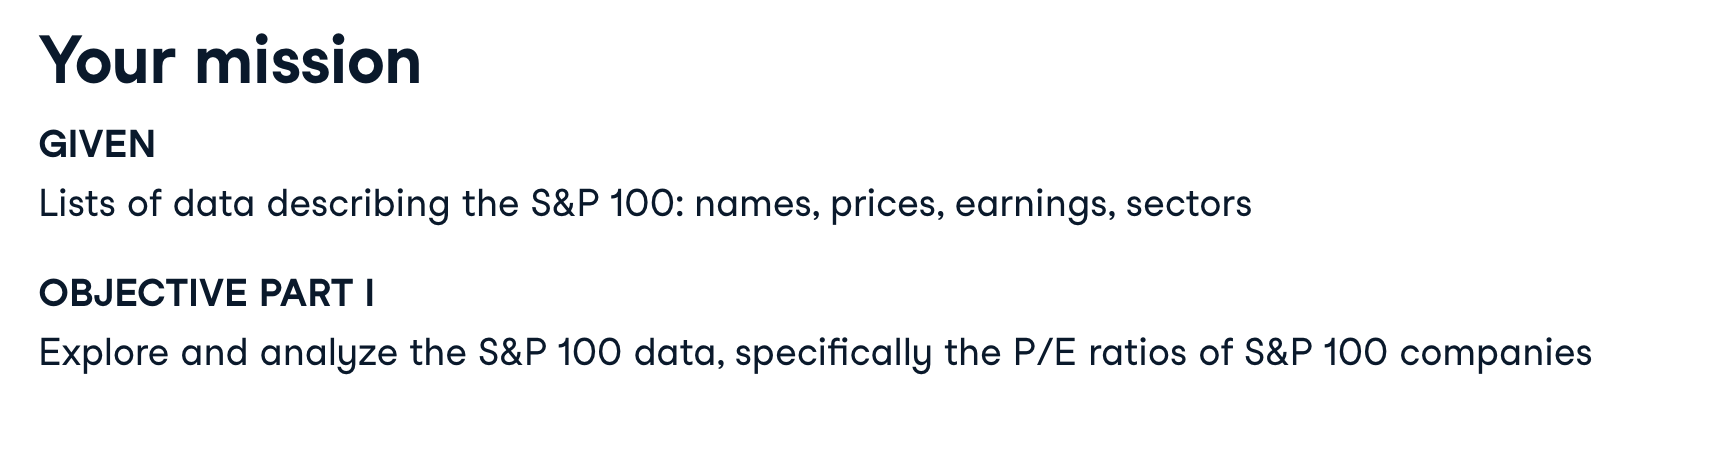 Your mission
GIVEN
Lists of data describing the S&P 100: names, prices, earnings, sectors
OBJECTIVE PART I
Explore and analyze the S&P 100 data, specifically the P/E ratios of S&P 100 companies